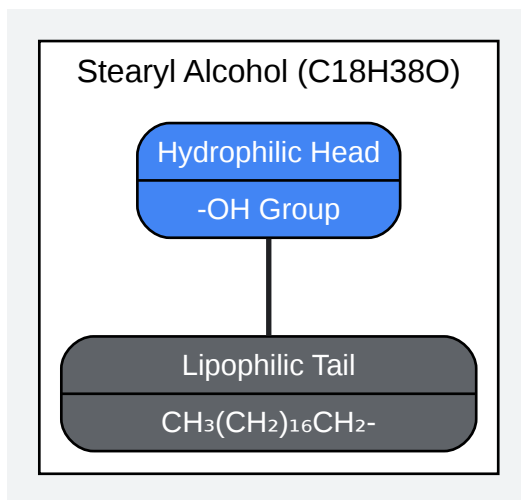 Stearyl Alcohol (C18H38O)
Hydrophilic Head
-OH Group
Lipophilic Tail
CH₃(CH₂)₁₆CH₂-